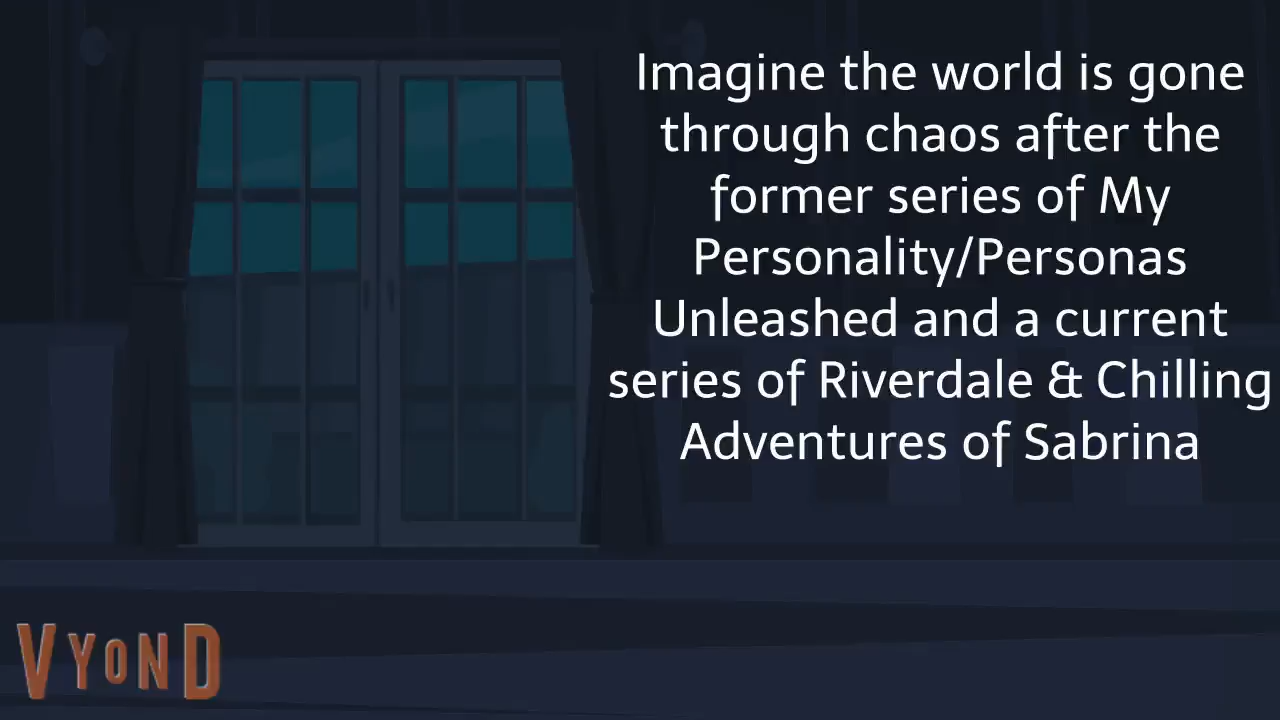 Imagine the world is gone
through chaos after the
former series of My
Personality/Personas
Unleashed and a current
series of Riverdale & Chilling
Adventures of Sabrina
VYOND